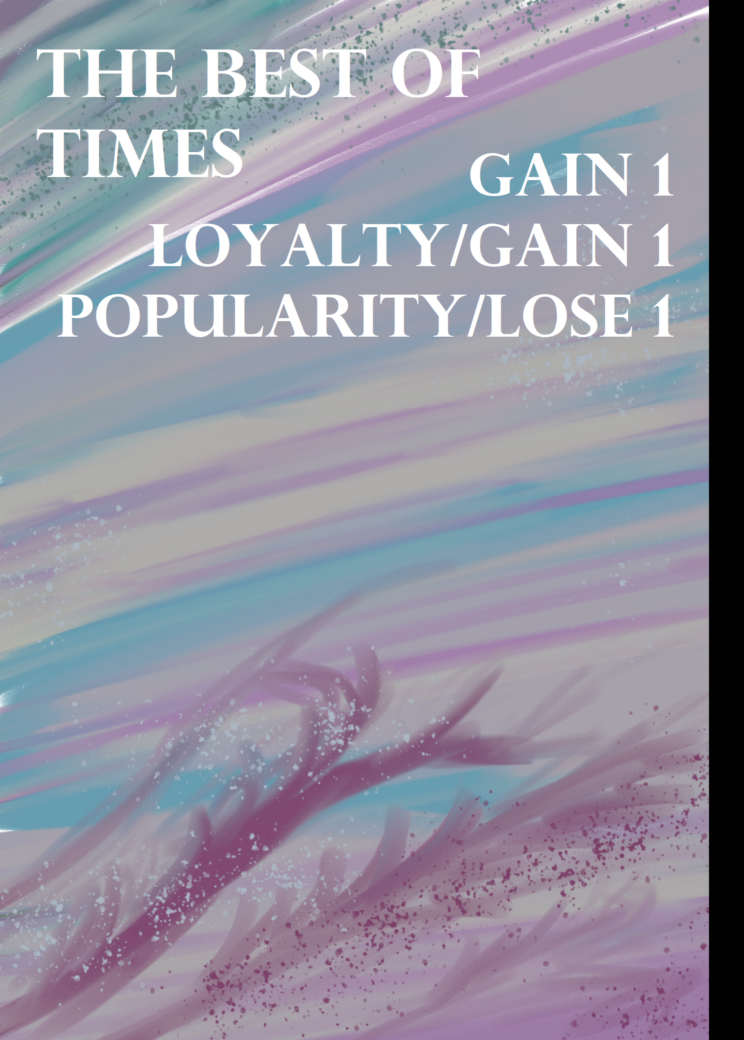 THE BEST OF
TIMES
GAIN 1
LOYALTY/GAIN 1
POPULARITY/LOSE 1